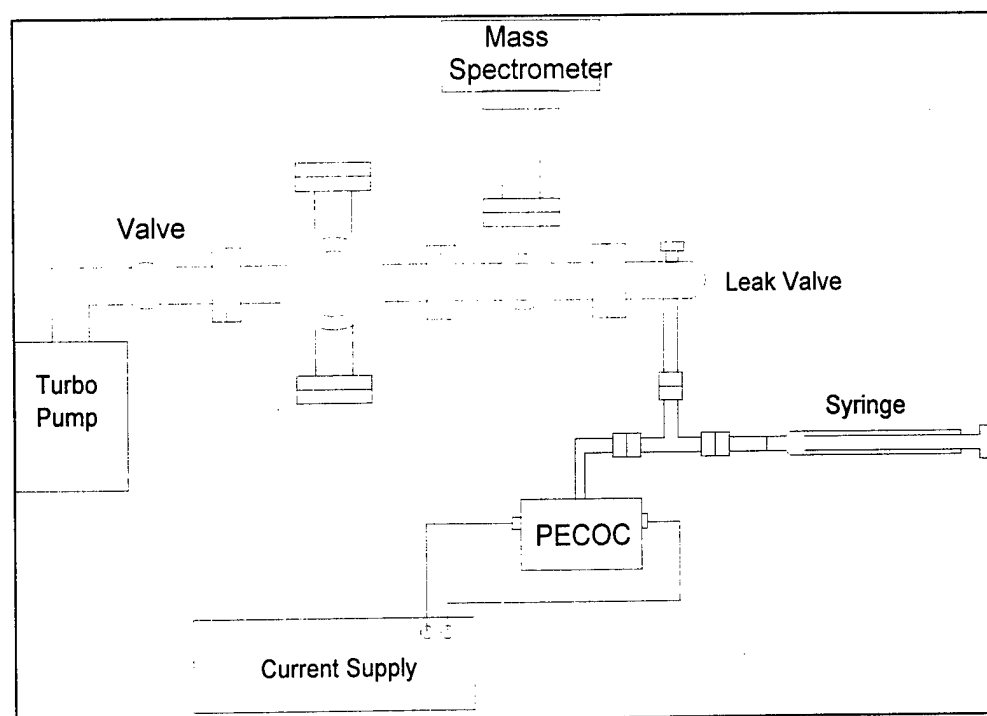 Mass
Spectrometer
Valve
Leak Valve
Turbo
Pump
Syringe
PECOC
Current Supply